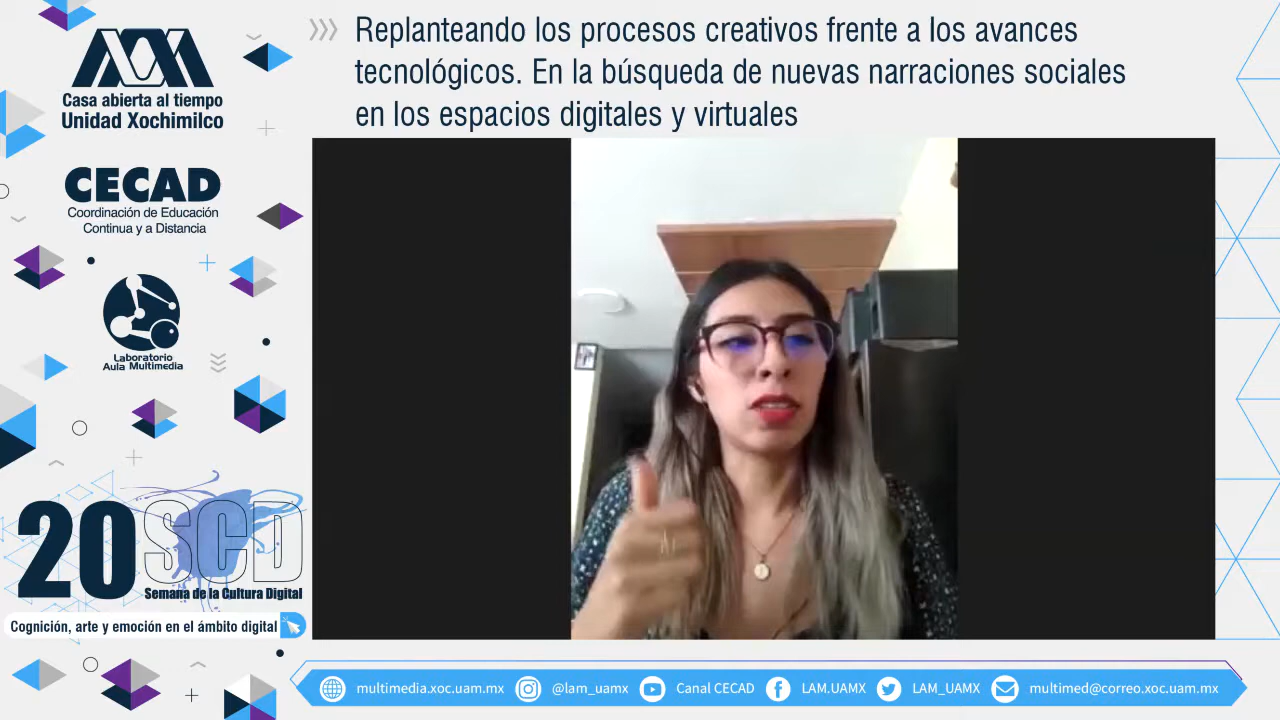 Replanteando los procesos creativos frente a los avances
tecnológicos. En la búsqueda de nuevas narraciones sociales
en los espacios digitales y virtuales
Casa abierta al tiempo
Unidad Xochimilco
CECAD
Coordinación de Educación
Continua y a Distancia
Laboratorio
Aula Multimedia
20 SCD
Semana de la Cultura Digital
Cognición, arte y emoción en el ámbito digital
multimedia.xoc.uam.mx @lam_uamx Canal CECAD LAM.UAMX LAM_UAMX multimed@correo.xoc.uam.mx